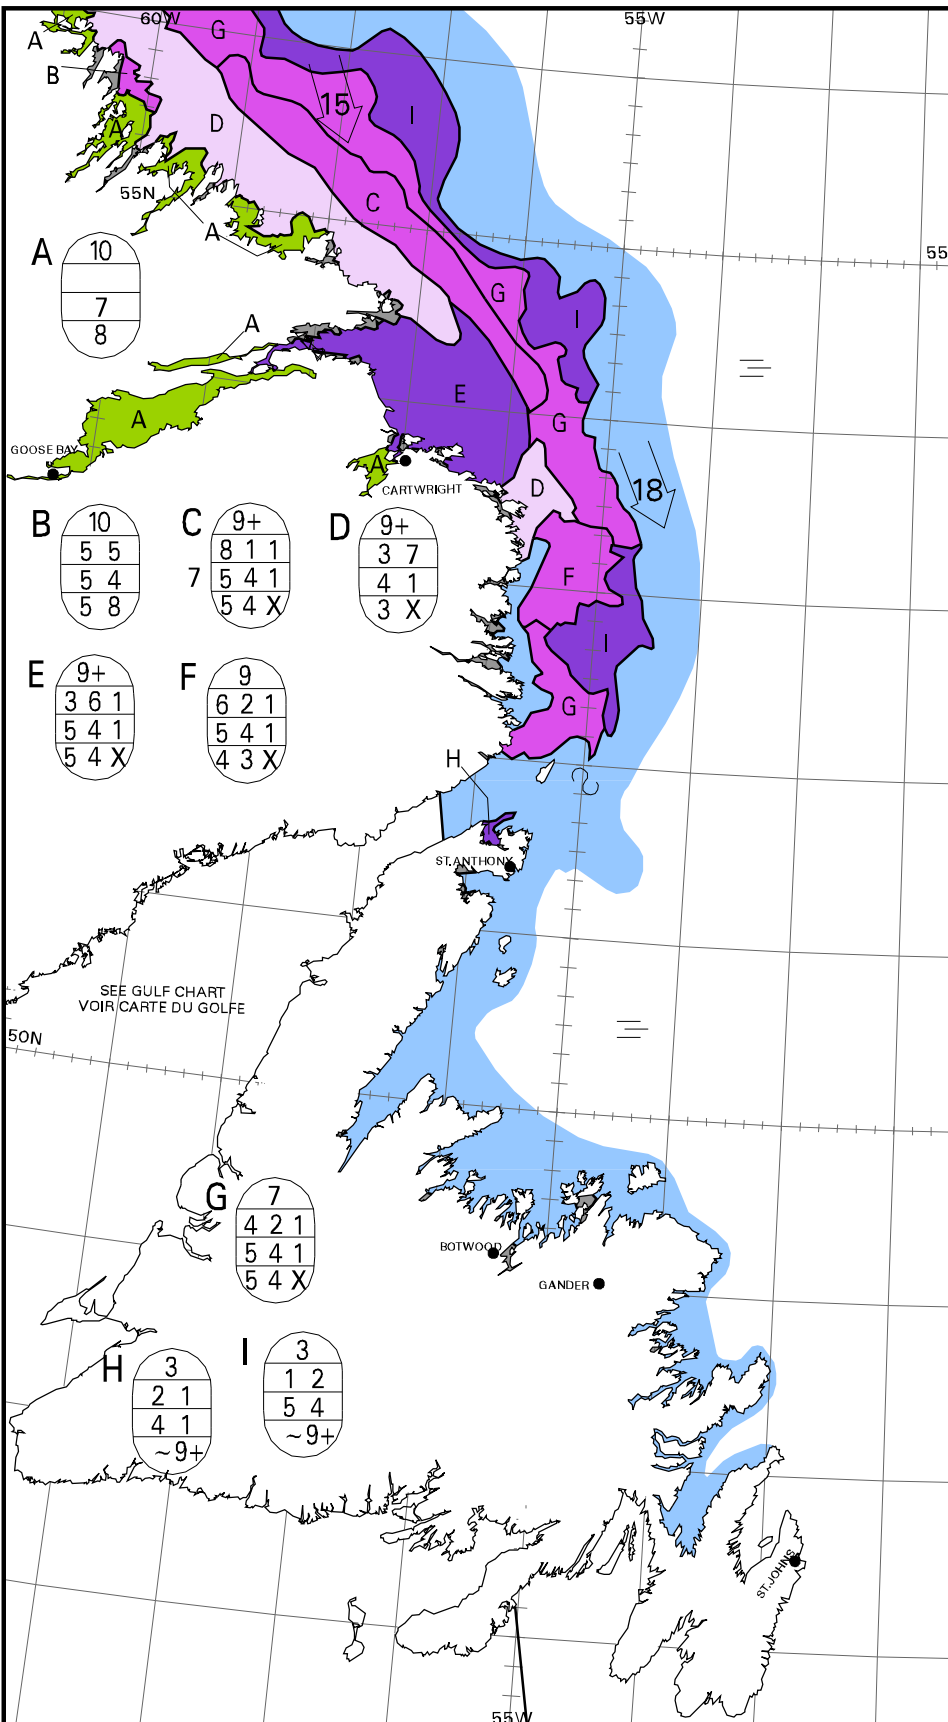 60W
55W
A
G
B
15
I
A
D
55N
C
A
55
A
10
7
8
G
I
A
E
A
G
GOOSE BAY
A
CARTWRIGHT
D
18
B
10
5 5
5 4
5 8
C
9+
8 1 1
7 5 4 1
5 4 X
D
9+
3 7
4 1
3 X
F
I
E
9+
3 6 1
5 4 1
5 4 X
F
9
6 2 1
5 4 1
4 3 X
G
H
ST.ANTHONY
SEE GULF CHART
VOIR CARTE DU GOLFE
50N
G
7
4 2 1
5 4 1
5 4 X
BOTWOOD
GANDER
H
3
2 1
4 1
~9+
I
3
1 2
5 4
~9+
ST.JOHNS
55W